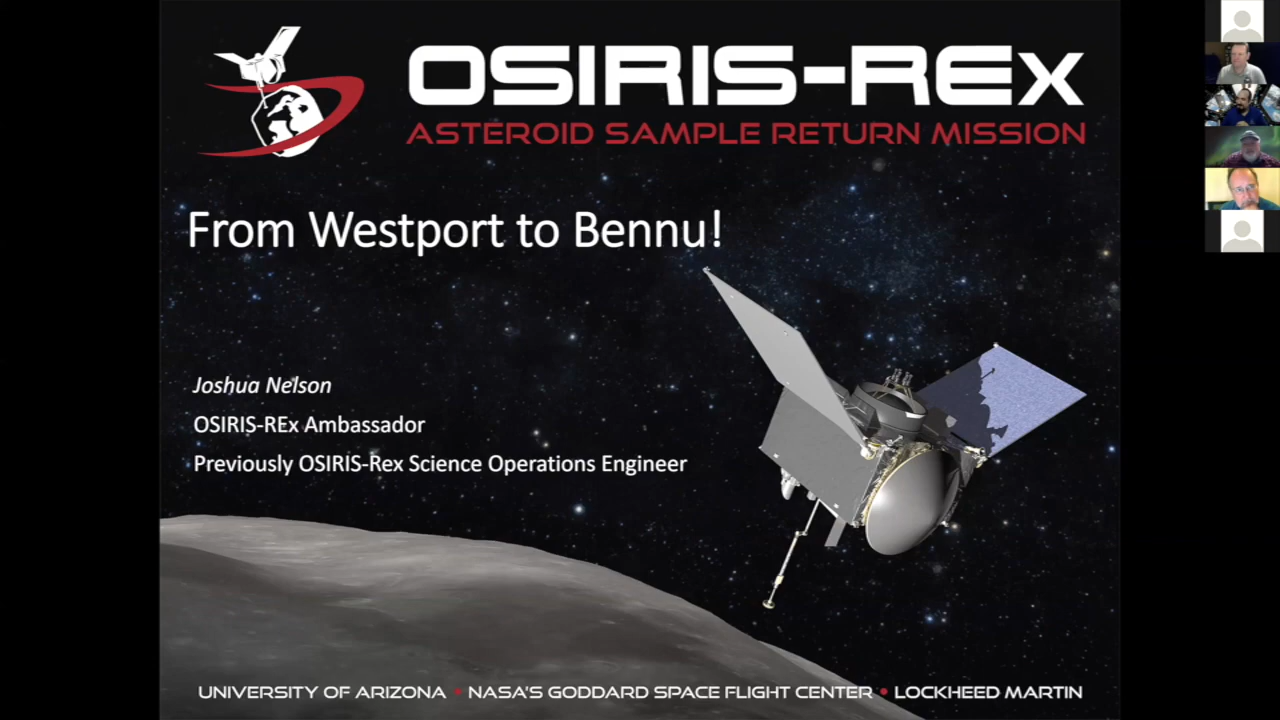 OSIRIS-REx
ASTEROID SAMPLE RETURN MISSION
From Westport to Bennu!
Joshua Nelson
OSIRIS-REx Ambassador
Previously OSIRIS-Rex Science Operations Engineer
UNIVERSITY OF ARIZONA • NASA'S GODDARD SPACE FLIGHT CENTER • LOCKHEED MARTIN